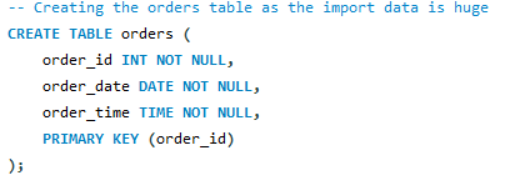 -- Creating the orders table as the import data is huge
CREATE TABLE orders (
    order_id INT NOT NULL,
    order_date DATE NOT NULL,
    order_time TIME NOT NULL,
    PRIMARY KEY (order_id)
);